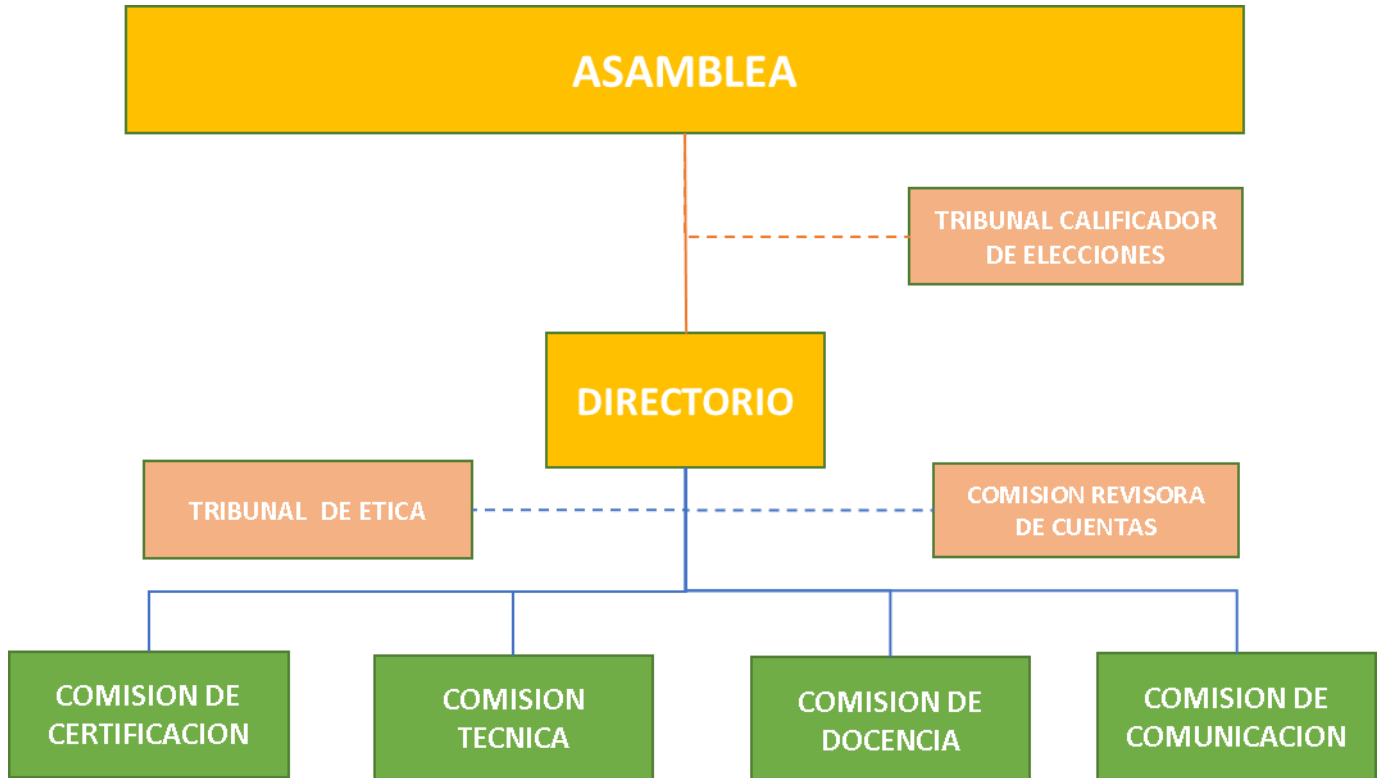 ASAMBLEA
TRIBUNAL CALIFICADOR
DE ELECCIONES
DIRECTORIO
TRIBUNAL DE ETICA
COMISION REVISORA
DE CUENTAS
COMISION DE
CERTIFICACION
COMISION
TECNICA
COMISION DE
DOCENCIA
COMISION DE
COMUNICACION